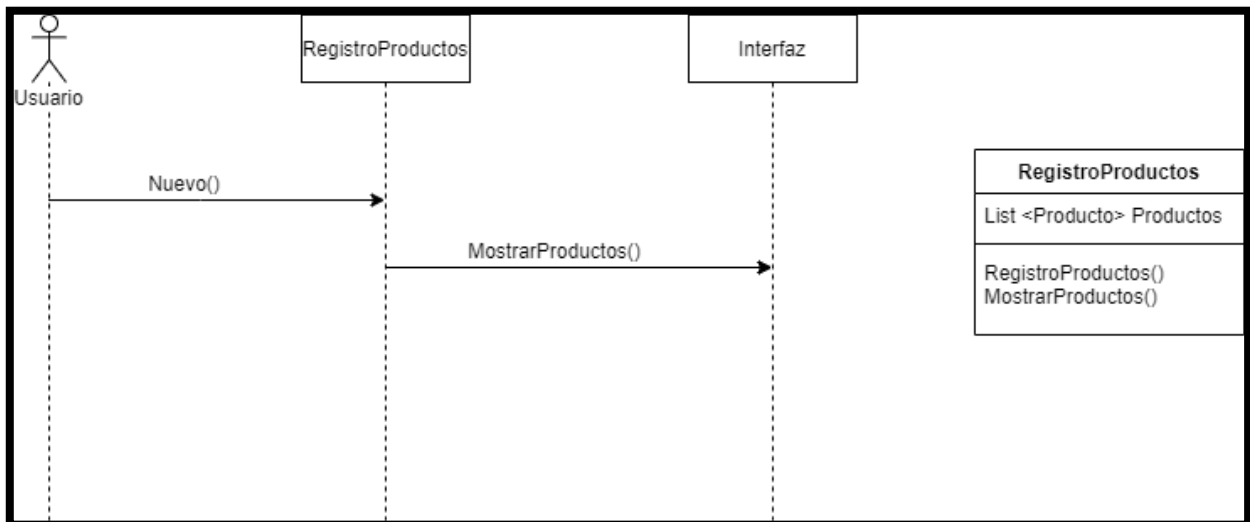 Usuario
RegistroProductos
Interfaz
Nuevo()
MostrarProductos()
RegistroProductos
List <Producto> Productos
RegistroProductos()
MostrarProductos()